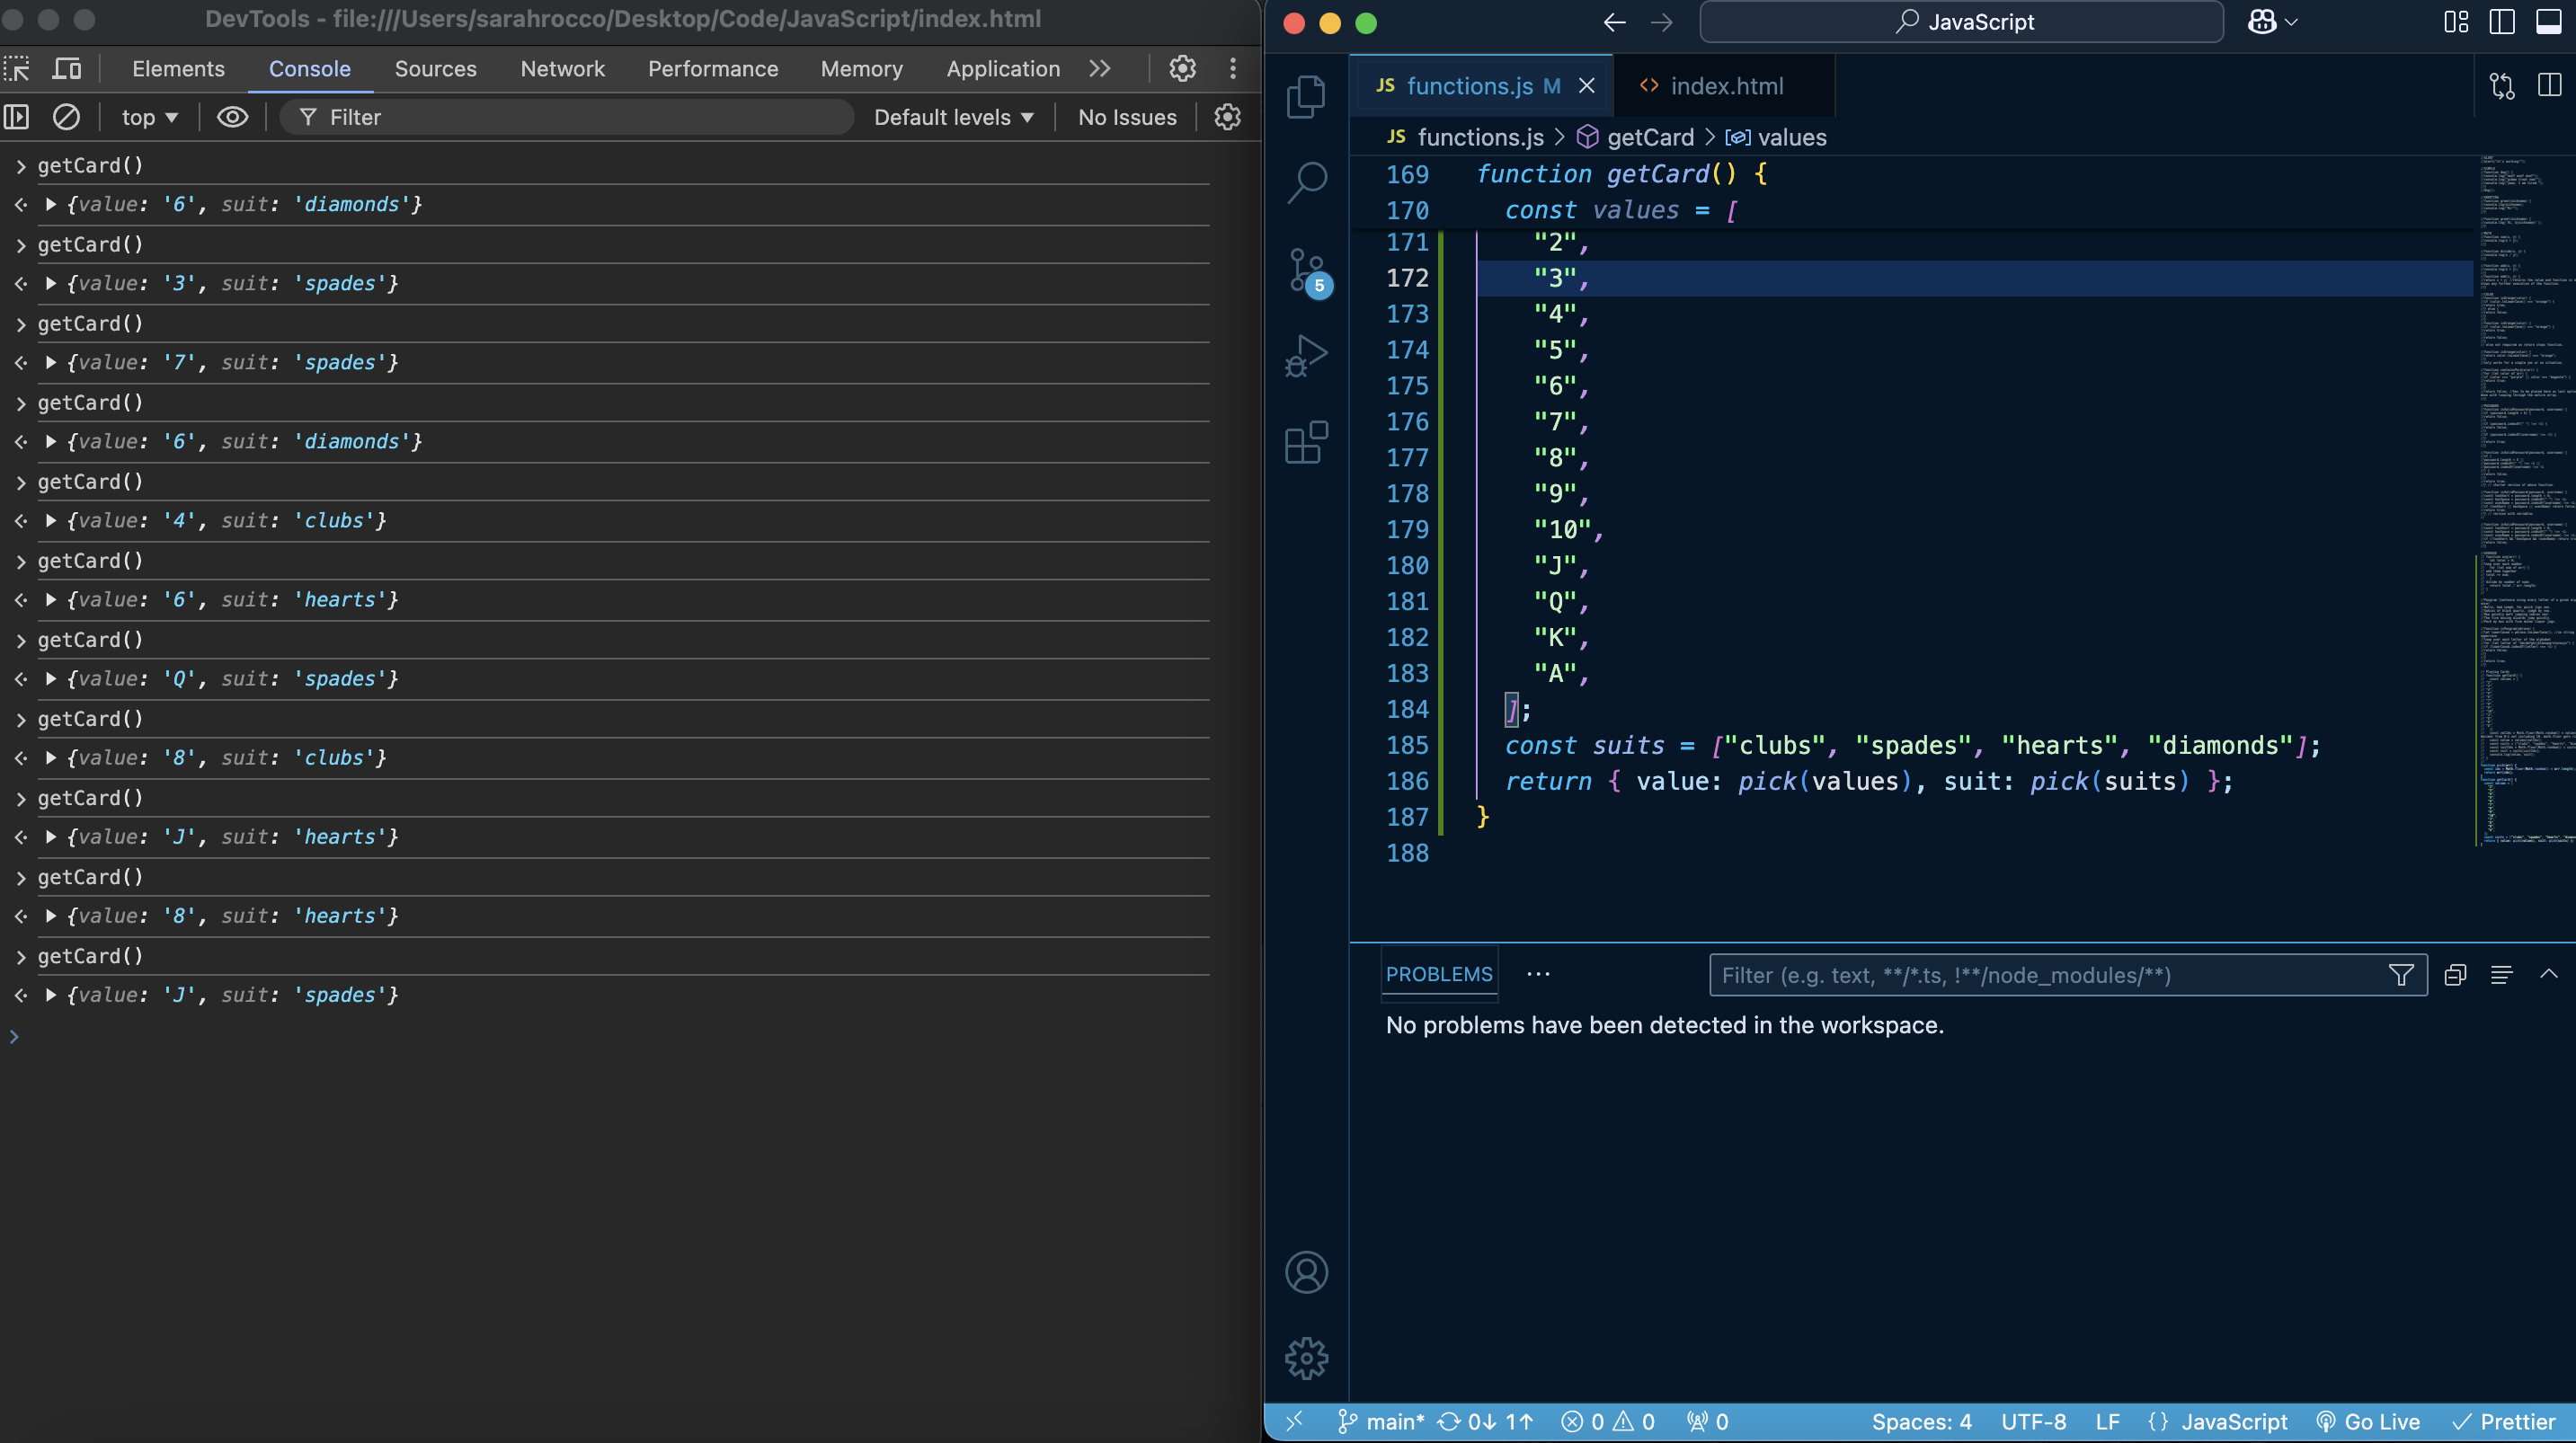 DevTools - file:///Users/sarahrocco/Desktop/Code/JavaScript/index.html
Elements Console Sources Network Performance Memory Application
top Filter Default levels No Issues
getCard()
{value: '6', suit: 'diamonds'}
getCard()
{value: '3', suit: 'spades'}
getCard()
{value: '7', suit: 'spades'}
getCard()
{value: '6', suit: 'diamonds'}
getCard()
{value: '4', suit: 'clubs'}
getCard()
{value: '6', suit: 'hearts'}
getCard()
{value: 'Q', suit: 'spades'}
getCard()
{value: '8', suit: 'clubs'}
getCard()
{value: 'J', suit: 'hearts'}
getCard()
{value: '8', suit: 'hearts'}
getCard()
{value: 'J', suit: 'spades'}
JavaScript
JS functions.js M index.html
JS functions.js > getCard > values
169 function getCard() {
170 const values = [
171 "2",
172 "3",
173 "4",
174 "5",
175 "6",
176 "7",
177 "8",
178 "9",
179 "10",
180 "J",
181 "Q",
182 "K",
183 "A",
184 ];
185 const suits = ["clubs", "spades", "hearts", "diamonds"];
186 return { value: pick(values), suit: pick(suits) };
187 }
188
5
PROBLEMS ... Filter (e.g. text, **/*.ts, !**/node_modules/**)
No problems have been detected in the workspace.
main* 0↓ 1↑ 0 0 0 Spaces: 4 UTF-8 LF {} JavaScript Go Live Prettier